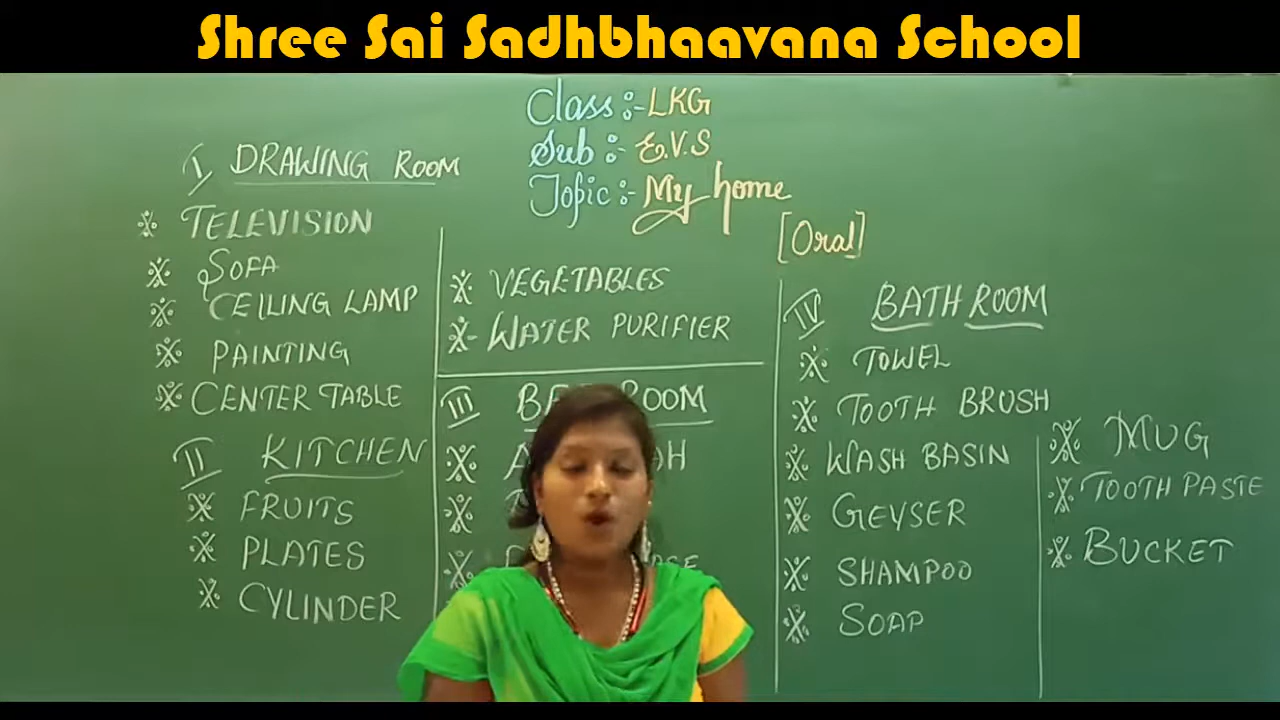 Shree Sai Sadhbhaavana School
Class :- LKG
Sub :- E.V.S
Topic :- My home
[Oral]
I DRAWING ROOM
TELEVISION
SOFA
CEILING LAMP
PAINTING
CENTER TABLE
II KITCHEN
FRUITS
PLATES
CYLINDER
VEGETABLES
WATER PURIFIER
III ROOM
IV BATHROOM
TOWEL
TOOTH BRUSH
WASH BASIN
GEYSER
SHAMPOO
SOAP
MUG
TOOTH PASTE
BUCKET